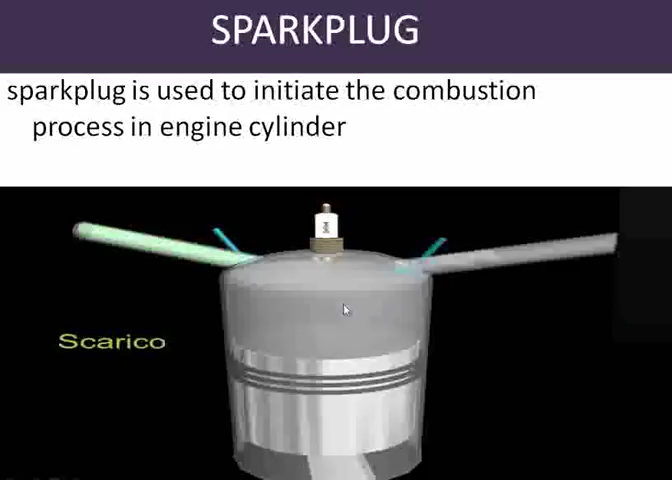 SPARKPLUG
sparkplug is used to initiate the combustion
process in engine cylinder
Scarico